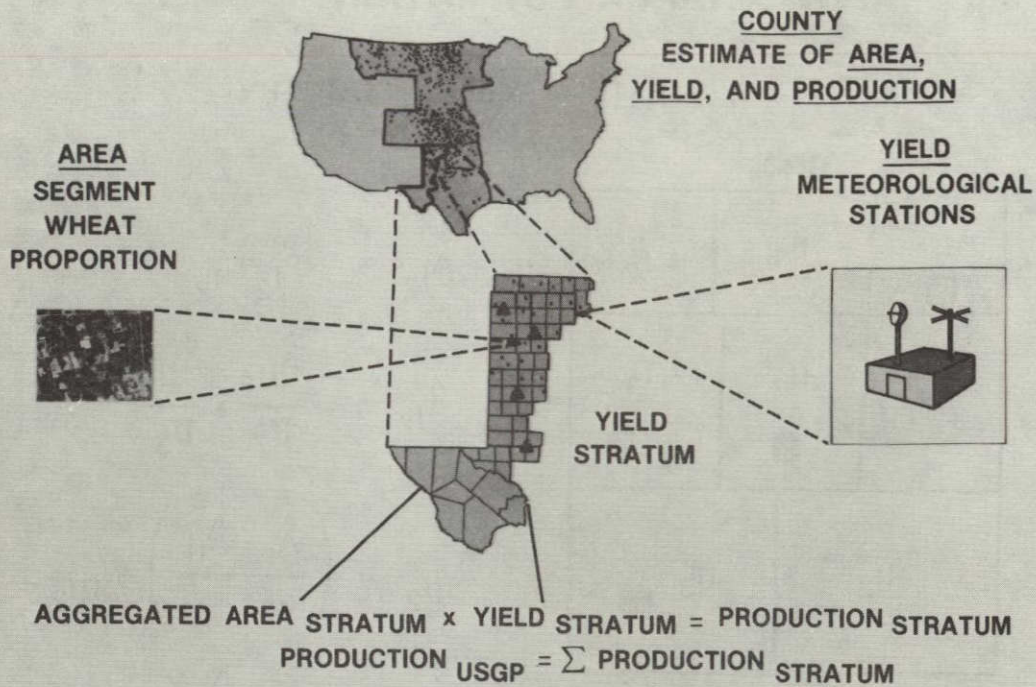 COUNTY
ESTIMATE OF AREA,
YIELD, AND PRODUCTION
AREA
SEGMENT
WHEAT
PROPORTION
YIELD
METEOROLOGICAL
STATIONS
YIELD
STRATUM
AGGREGATED AREA STRATUM x YIELD STRATUM = PRODUCTION STRATUM
PRODUCTION USGP = Σ PRODUCTION STRATUM